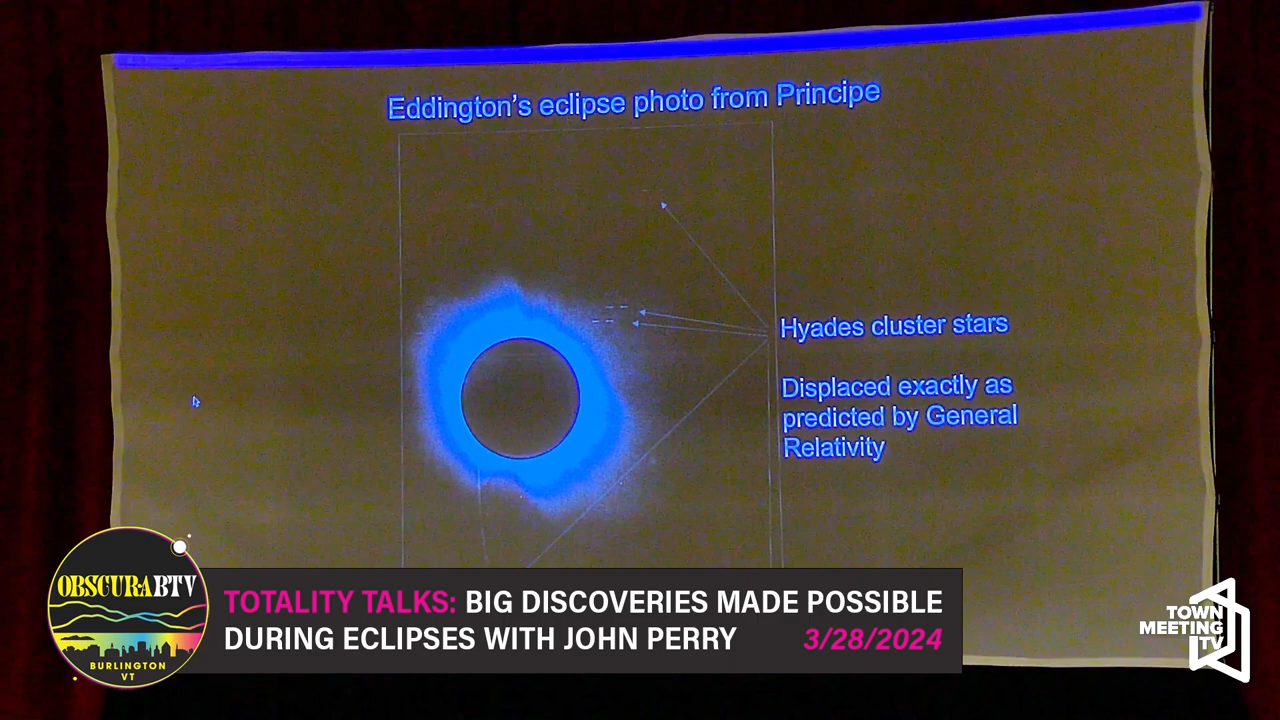 Eddington's eclipse photo from Principe
Hyades cluster stars
Displaced exactly as
predicted by General
Relativity
OBSCURABTV
BURLINGTON
VT
TOTALITY TALKS: BIG DISCOVERIES MADE POSSIBLE
DURING ECLIPSES WITH JOHN PERRY 3/28/2024
TOWN
MEETING
TV